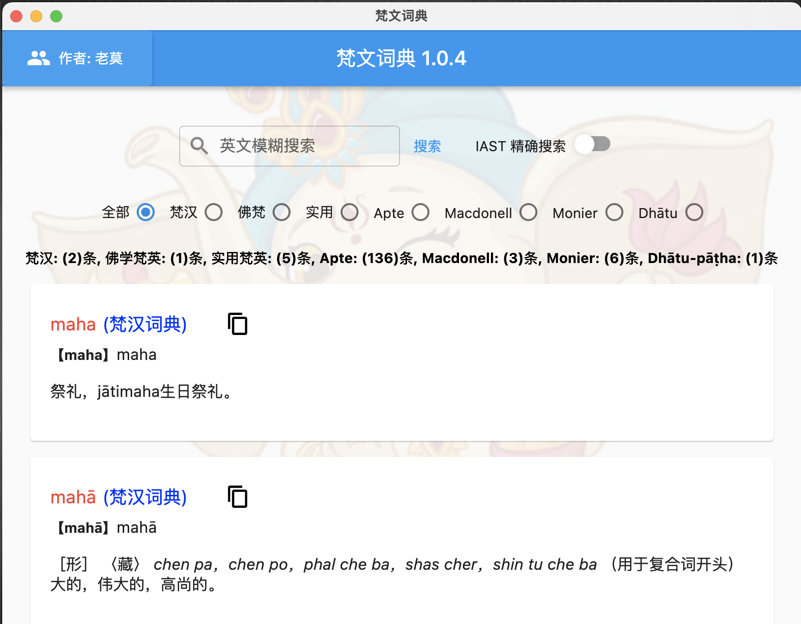 梵文词典
作者: 老莫
梵文词典 1.0.4
英文模糊搜索 搜索 IAST 精确搜索
全部 梵汉 佛梵 实用 Apte Macdonell Monier Dhātu
梵汉: (2)条, 佛学梵英: (1)条, 实用梵英: (5)条, Apte: (136)条, Macdonell: (3)条, Monier: (6)条, Dhātu-pāṭha: (1)条
maha (梵汉词典)
【maha】maha
祭礼，jātimaha生日祭礼。
mahā (梵汉词典)
【mahā】mahā
［形］〈藏〉chen pa，chen po，phal che ba，shas cher，shin tu che ba （用于复合词开头）
大的，伟大的，高尚的。